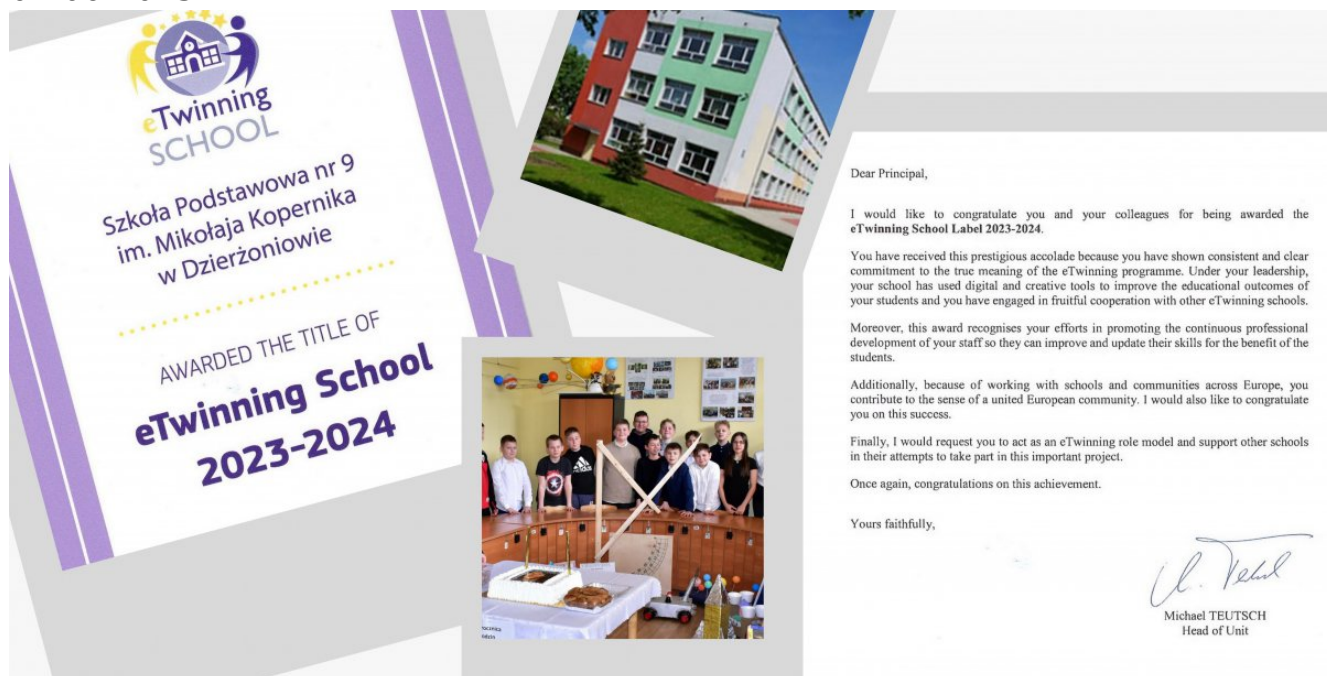 eTwinning
SCHOOL
Szkoła Podstawowa nr 9
im. Mikołaja Kopernika
w Dzierżoniowie
AWARDED THE TITLE OF
eTwinning School
2023-2024
Dear Principal,
I would like to congratulate you and your colleagues for being awarded the
eTwinning School Label 2023-2024.
You have received this prestigious accolade because you have shown consistent and clear
commitment to the true meaning of the eTwinning programme. Under your leadership,
your school has used digital and creative tools to improve the educational outcomes of
your students and you have engaged in fruitful cooperation with other eTwinning schools.
Moreover, this award recognises your efforts in promoting the continuous professional
development of your staff so they can improve and update their skills for the benefit of the
students.
Additionally, because of working with schools and communities across Europe, you
contribute to the sense of a united European community. I would also like to congratulate
you on this success.
Finally, I would request you to act as an eTwinning role model and support other schools
in their attempts to take part in this important project.
Once again, congratulations on this achievement.
Yours faithfully,
Michael TEUTSCH
Head of Unit